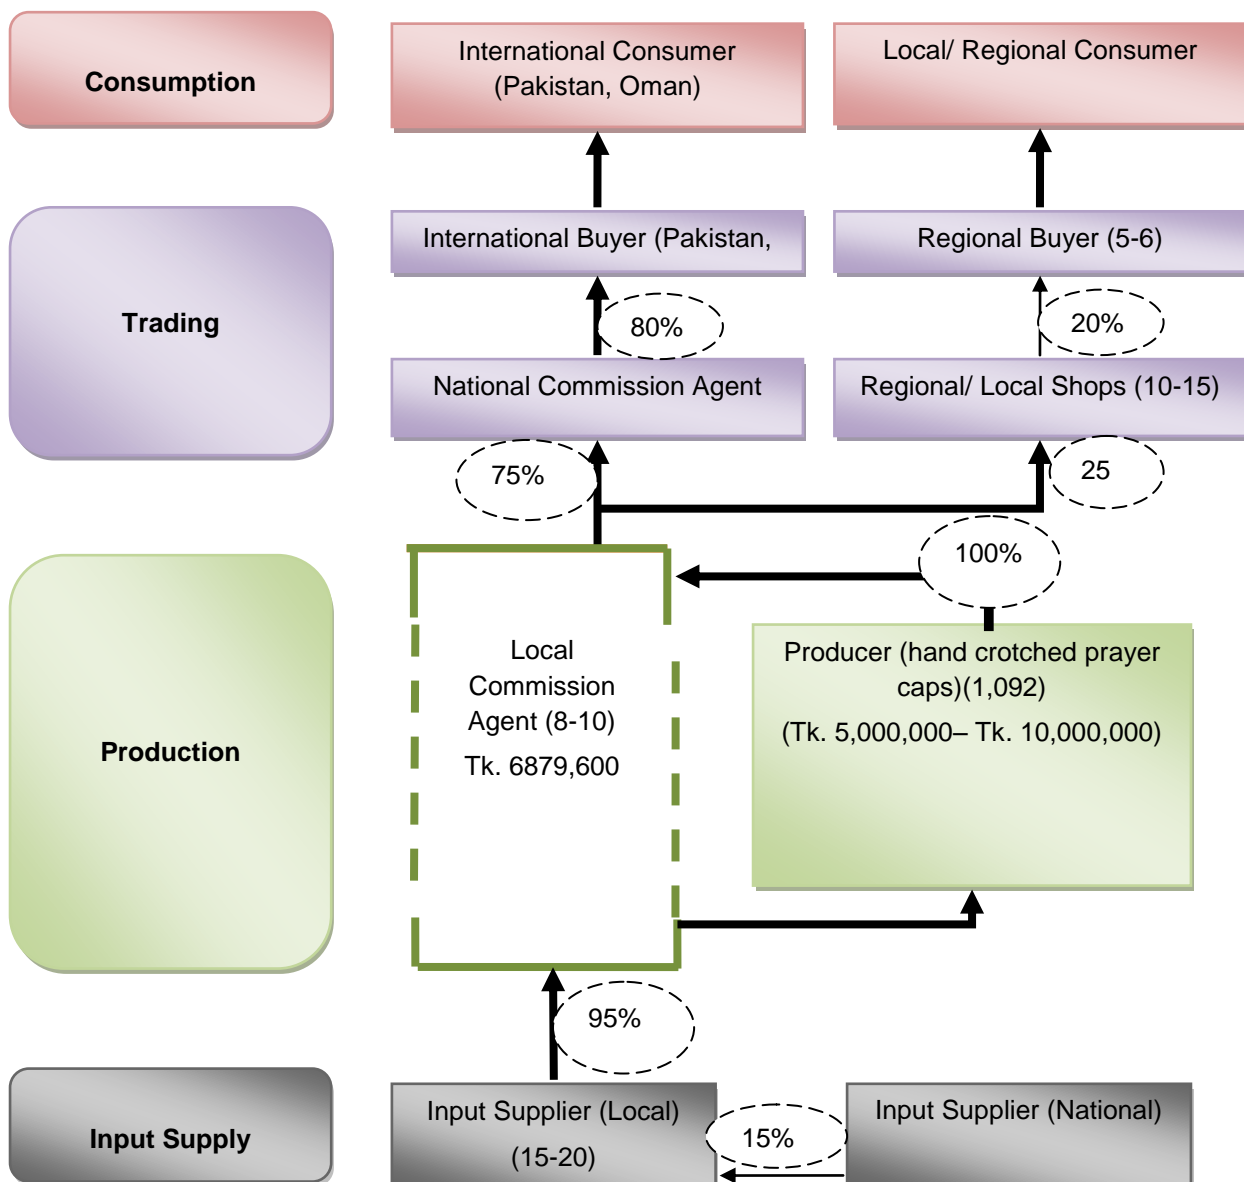 Consumption
International Consumer
(Pakistan, Oman)
Local/ Regional Consumer
Trading
International Buyer (Pakistan,
Regional Buyer (5-6)
80%
20%
National Commission Agent
Regional/ Local Shops (10-15)
75%
25
100%
Production
Local
Commission
Agent (8-10)
Tk. 6879,600
Producer (hand crotched prayer
caps)(1,092)
(Tk. 5,000,000– Tk. 10,000,000)
95%
Input Supply
Input Supplier (Local)
(15-20)
15%
Input Supplier (National)